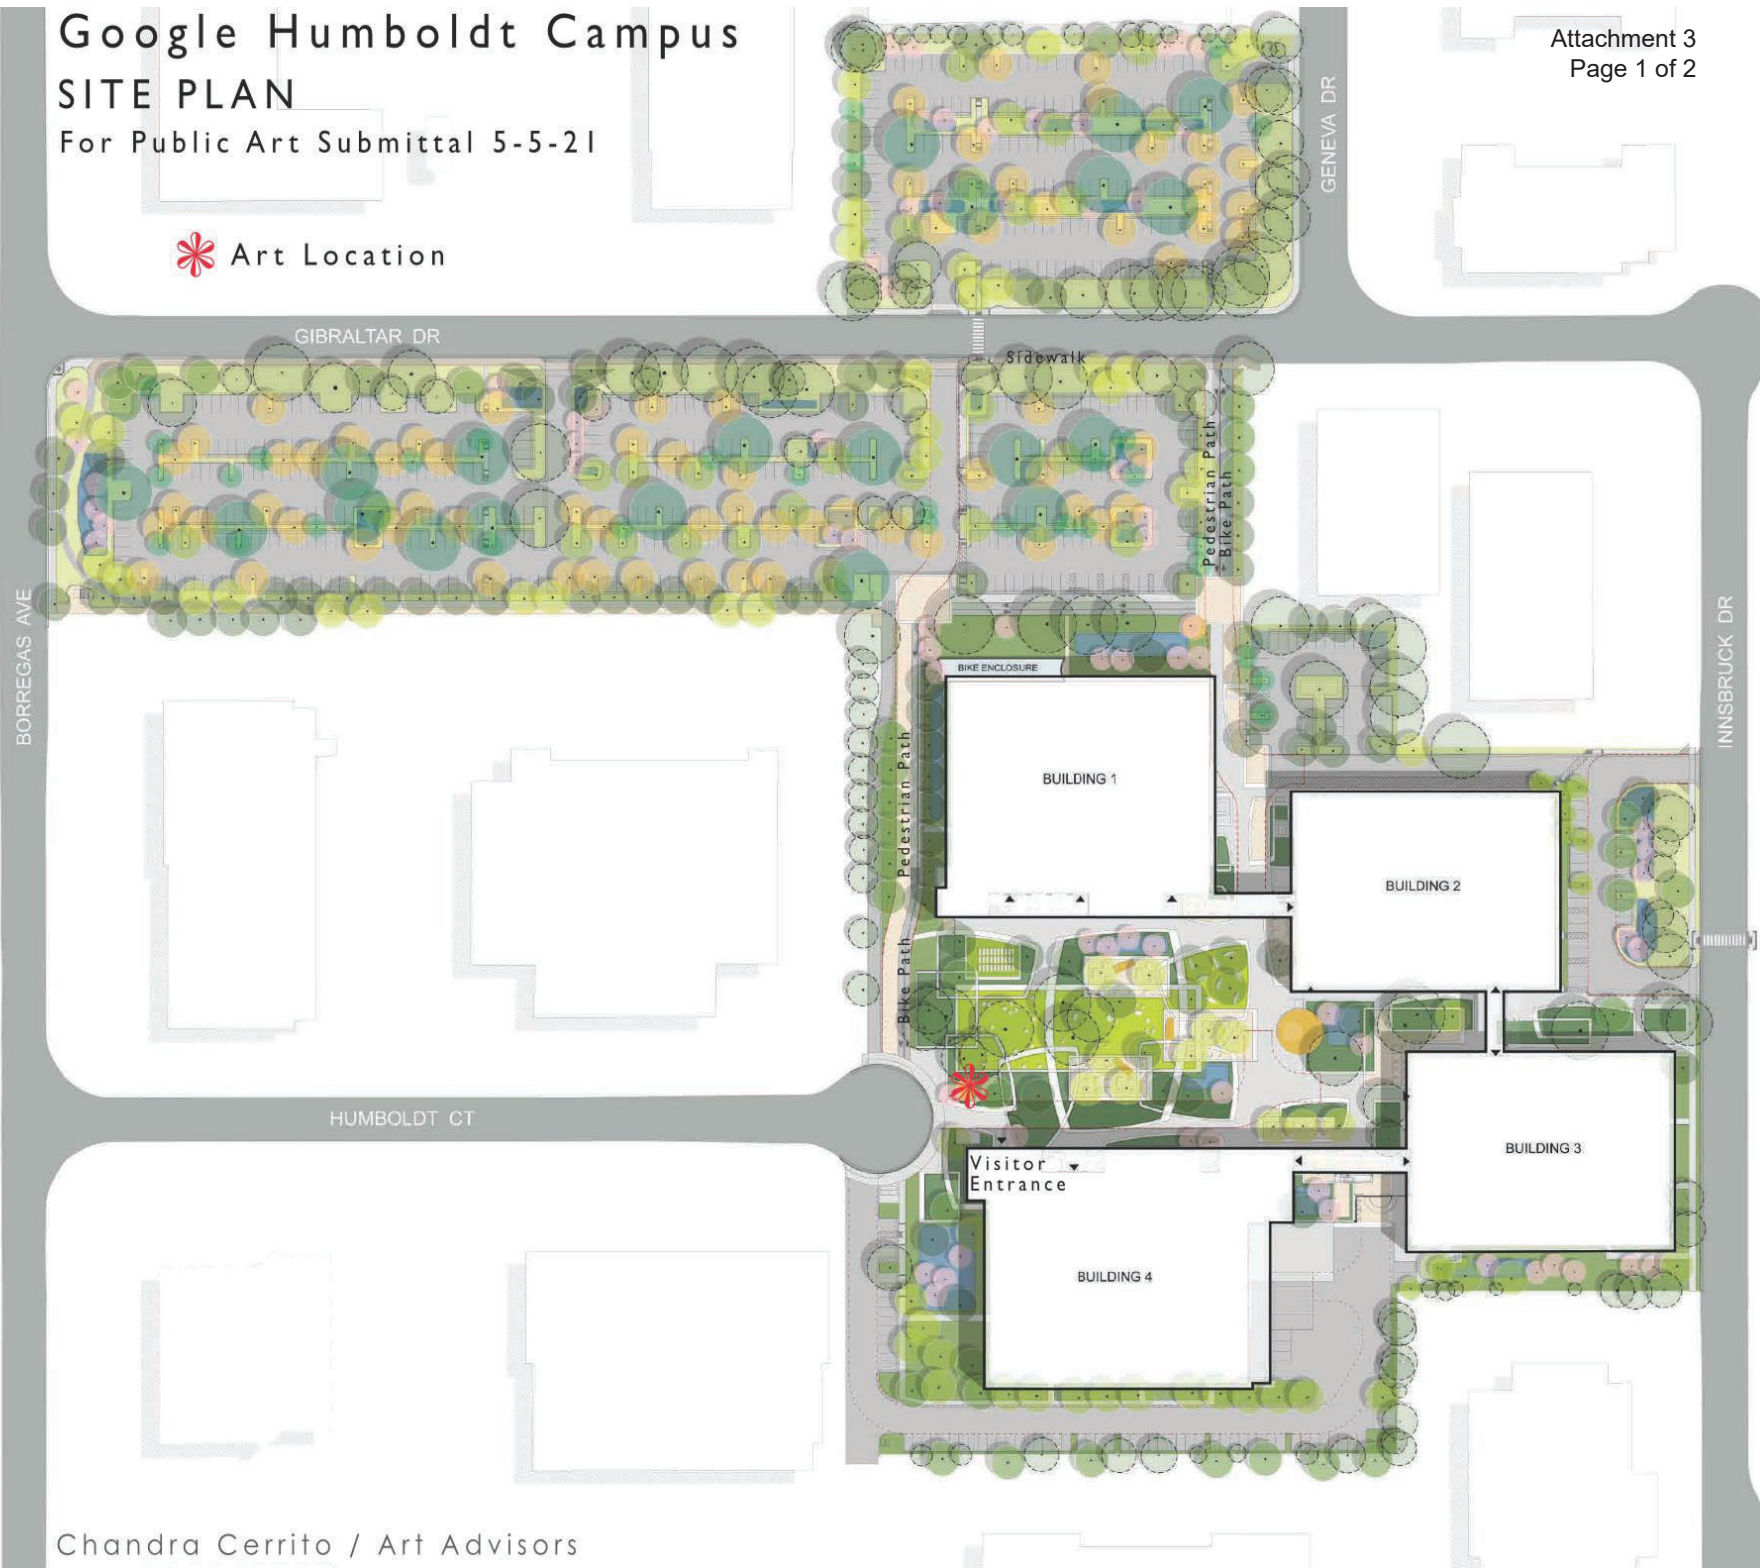 Google Humboldt Campus
SITE PLAN
For Public Art Submittal 5-5-21
Attachment 3
Page 1 of 2
Art Location
GENEVA DR
GIBRALTAR DR
Sidewalk
Pedestrian Path
Bike Path
BORREGAS AVE
INNSBRUCK DR
BIKE ENCLOSURE
BUILDING 1
Pedestrian Path
BUILDING 2
Bike Path
HUMBOLDT CT
Visitor
Entrance
BUILDING 3
BUILDING 4
Chandra Cerrito / Art Advisors